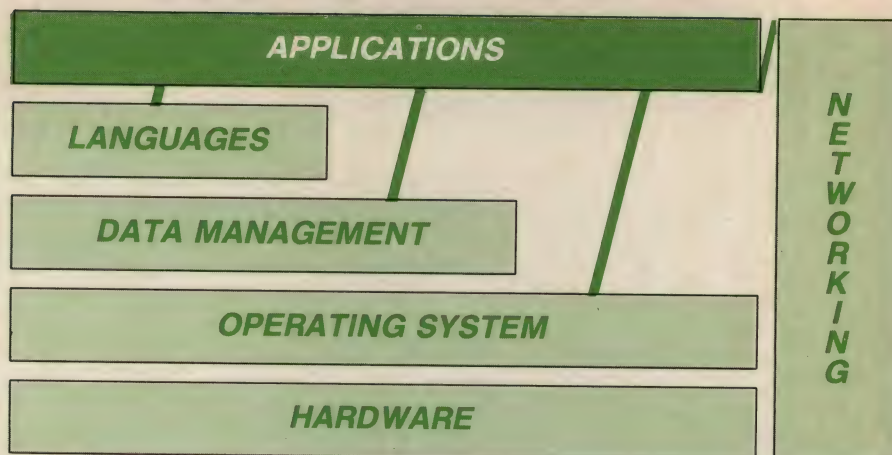 APPLICATIONS
LANGUAGES
DATA MANAGEMENT
OPERATING SYSTEM
HARDWARE
NETWORKING